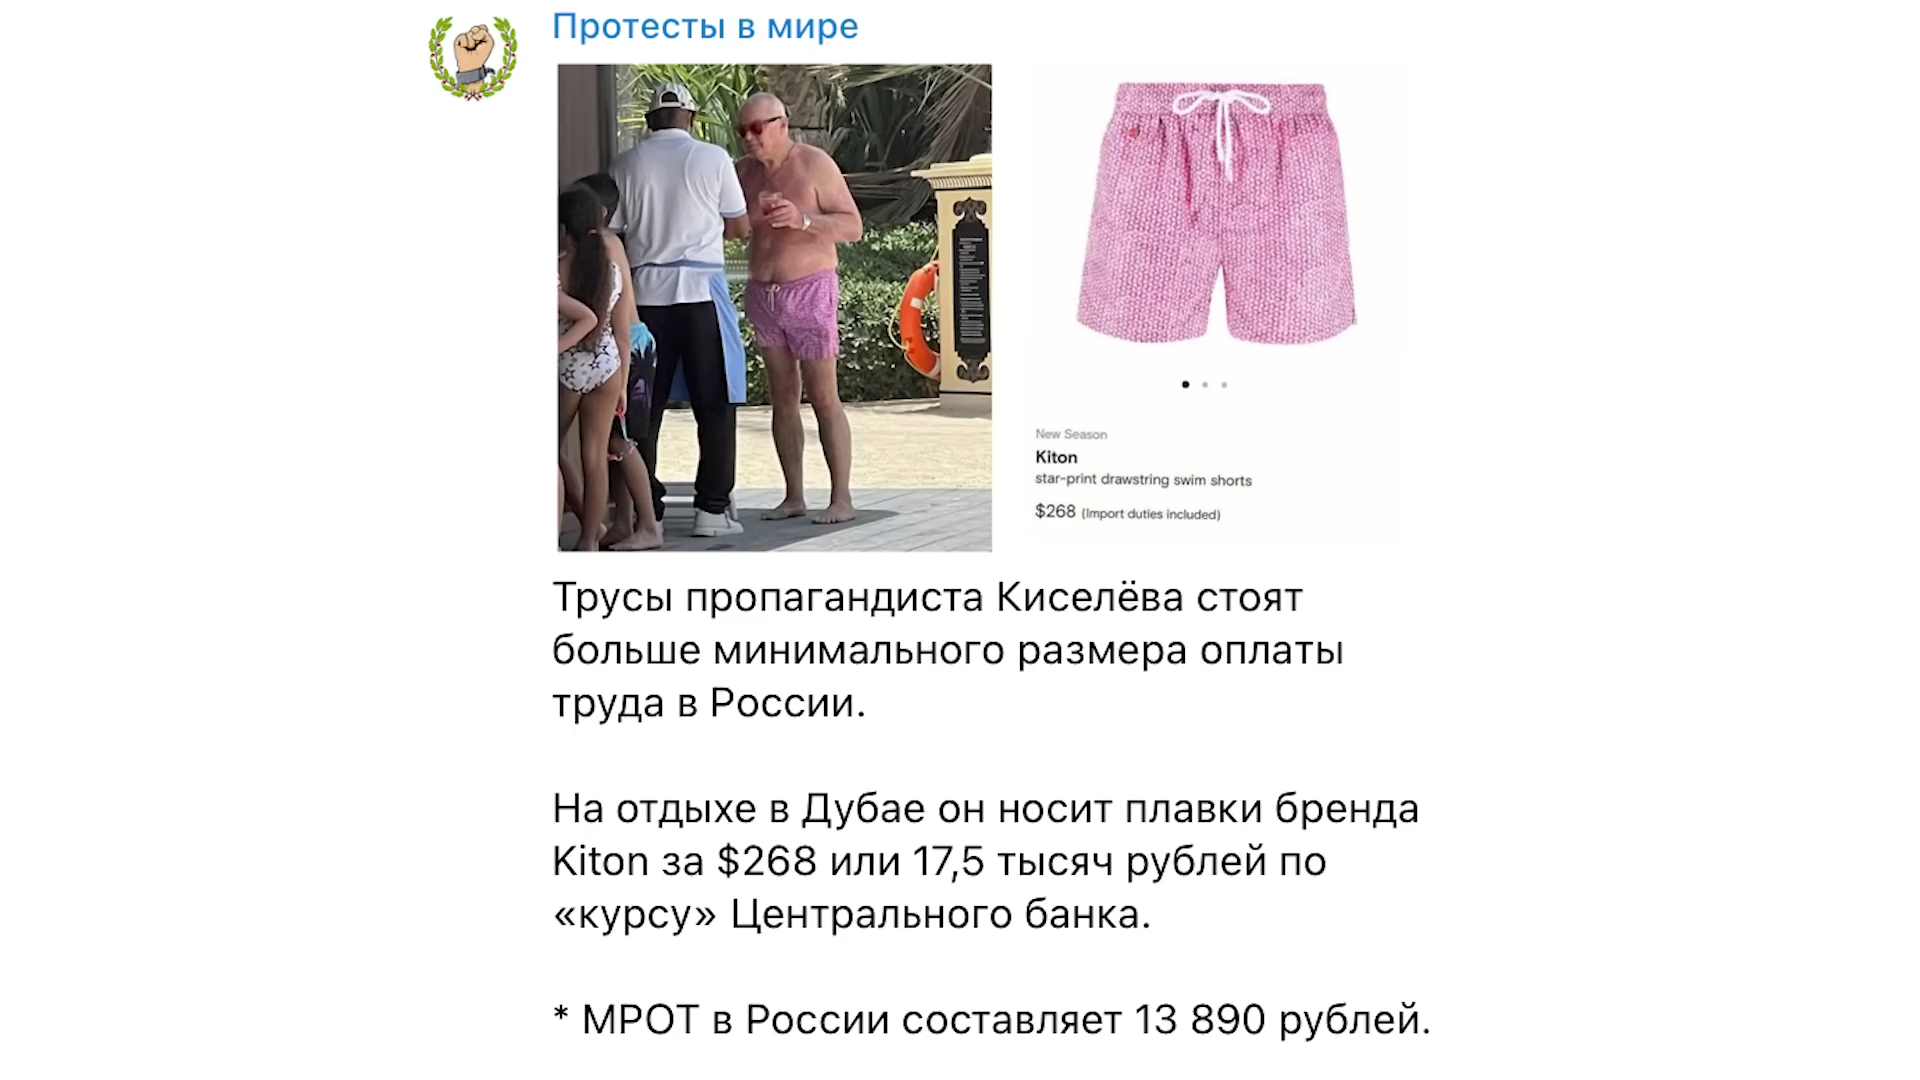 Протесты в мире
New Season
Kiton
star-print drawstring swim shorts
$268 (Import duties included)
Трусы пропагандиста Киселёва стоят
больше минимального размера оплаты
труда в России.
На отдыхе в Дубае он носит плавки бренда
Kiton за $268 или 17,5 тысяч рублей по
«курсу» Центрального банка.
* МРОТ в России составляет 13 890 рублей.